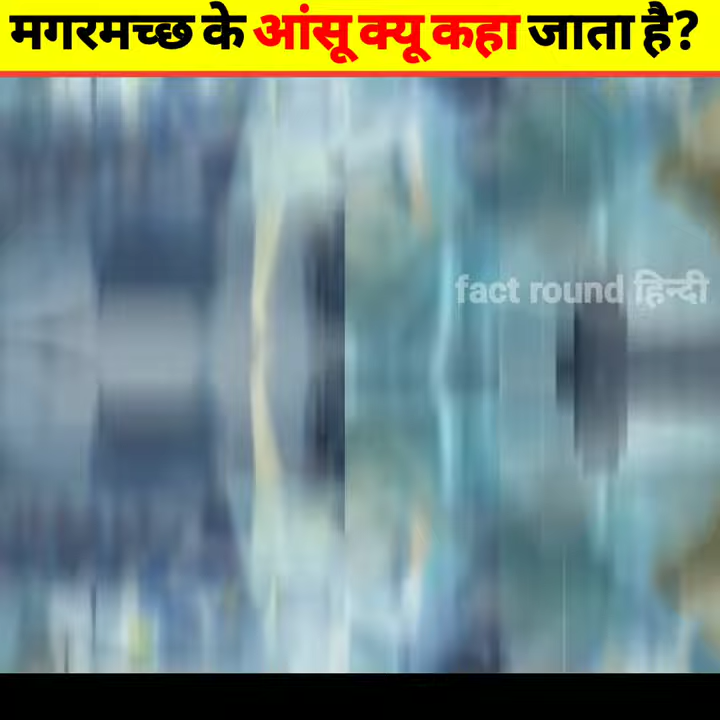 मगरमच्छ के आंसू क्यू कहा जाता है?
fact round हिन्दी